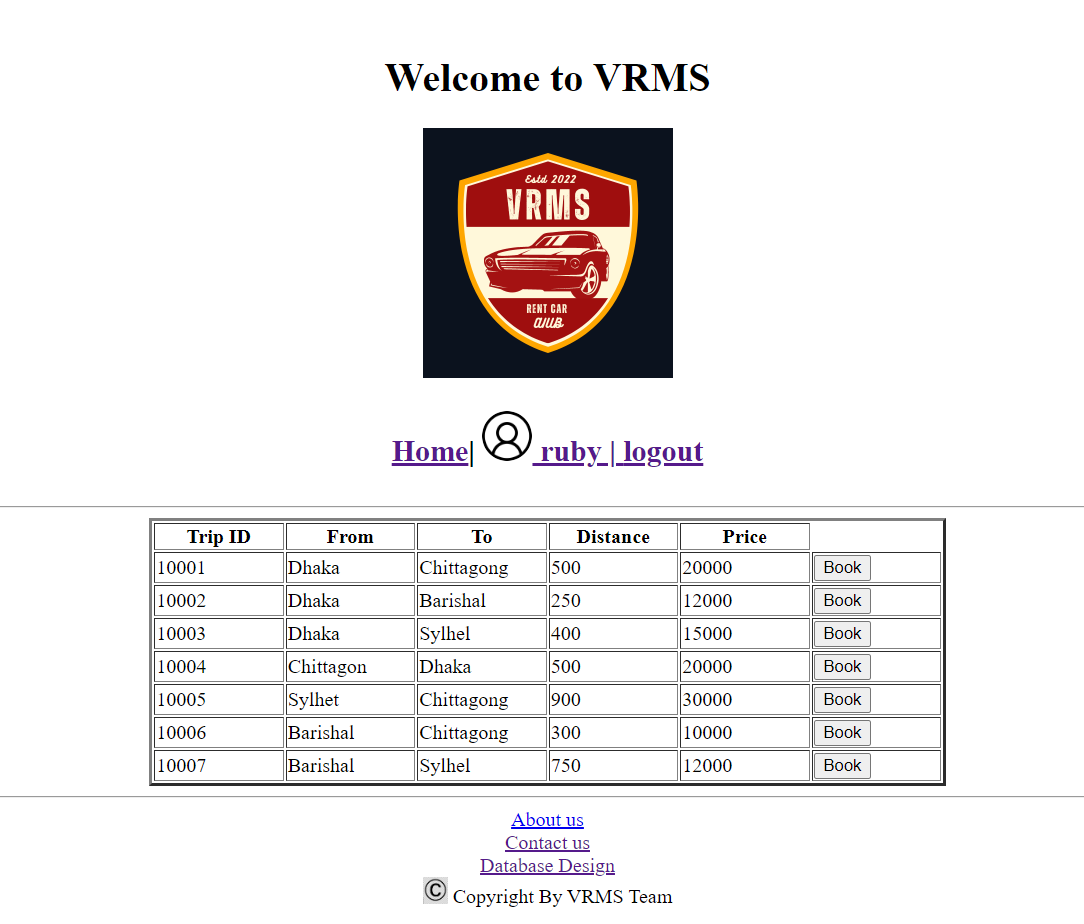 Welcome to VRMS
Estd 2022
VRMS
RENT CAR
CLUB
Home| ruby | logout
Trip ID From To Distance Price
10001 Dhaka Chittagong 500 20000 Book
10002 Dhaka Barishal 250 12000 Book
10003 Dhaka Sylhel 400 15000 Book
10004 Chittagon Dhaka 500 20000 Book
10005 Sylhet Chittagong 900 30000 Book
10006 Barishal Chittagong 300 10000 Book
10007 Barishal Sylhel 750 12000 Book
About us
Contact us
Database Design
© Copyright By VRMS Team